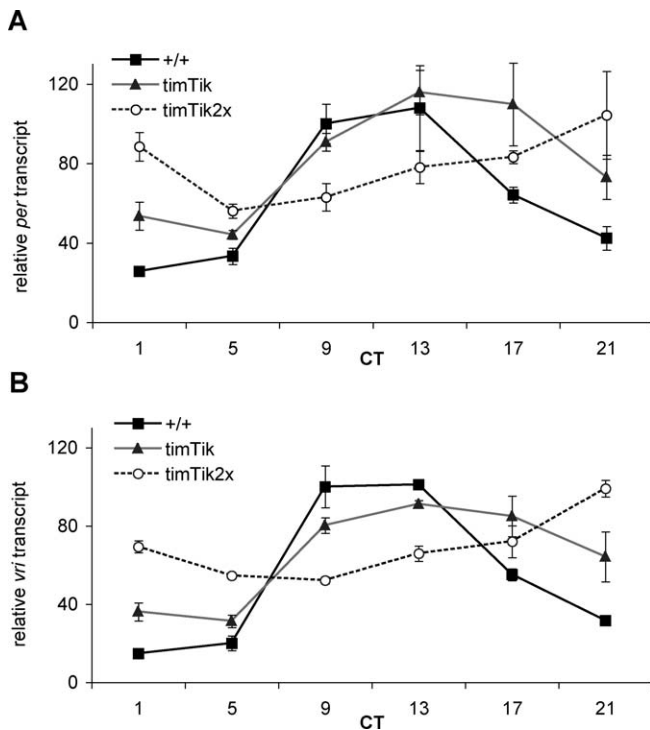 A
+/+
timTik
timTik2x
120
80
40
0
relative per transcript
1 5 9 13 17 21
CT
B
+/+
timTik
timTik2x
120
80
40
0
relative vri transcript
1 5 9 13 17 21
CT